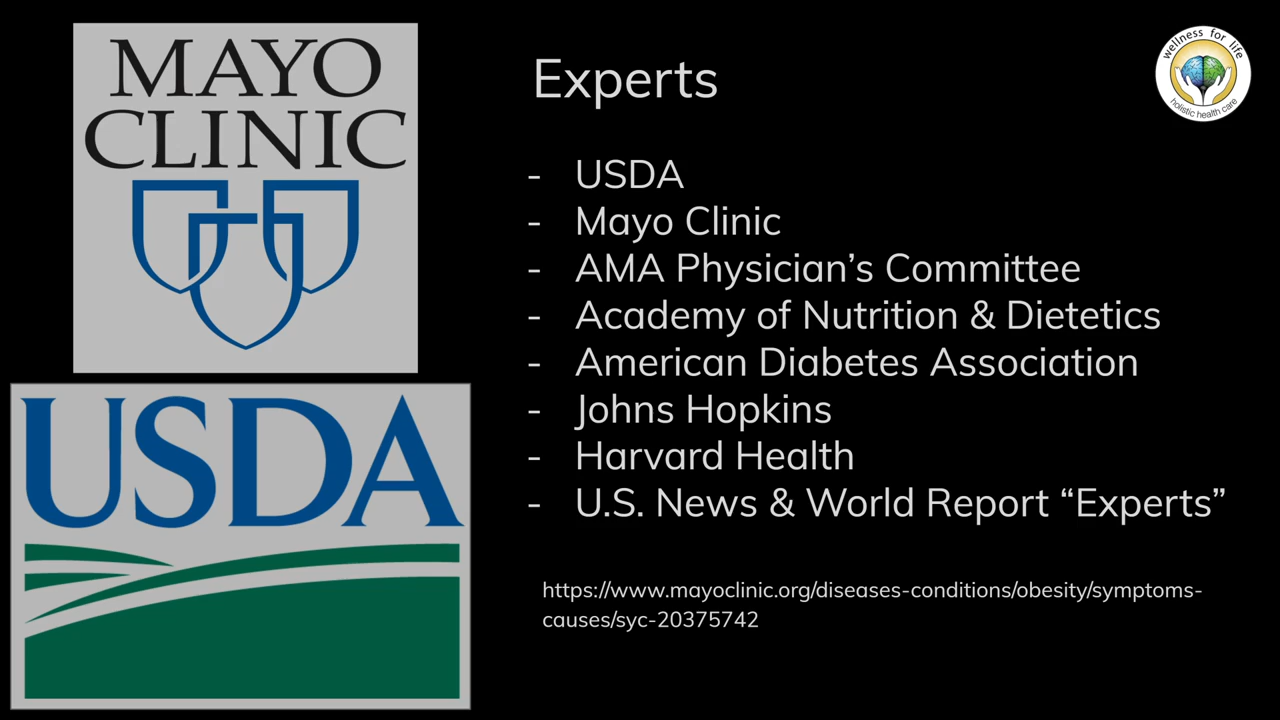 MAYO
CLINIC
USDA
Experts
- USDA
- Mayo Clinic
- AMA Physician’s Committee
- Academy of Nutrition & Dietetics
- American Diabetes Association
- Johns Hopkins
- Harvard Health
- U.S. News & World Report “Experts”
https://www.mayoclinic.org/diseases-conditions/obesity/symptoms-
causes/syc-20375742
wellness for life
holistic health care